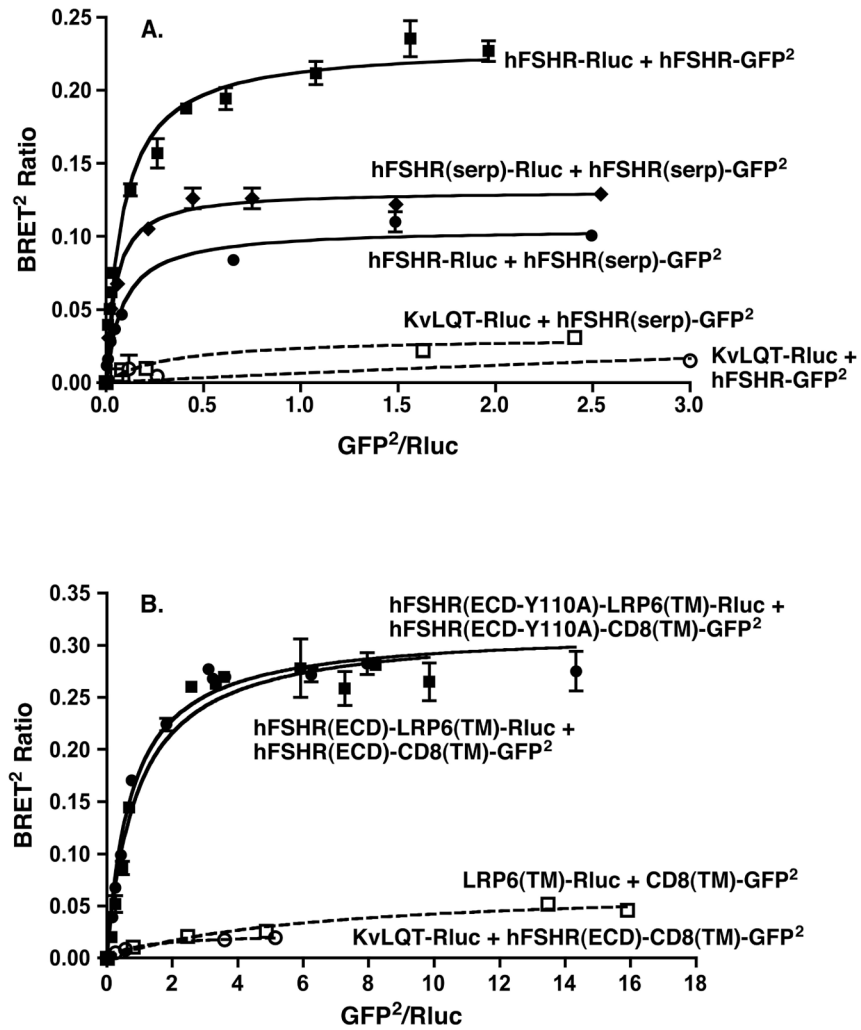 A.
0.25
0.20
0.15
0.10
0.05
0.00
BRET² Ratio
hFSHR-Rluc + hFSHR-GFP²
hFSHR(serp)-Rluc + hFSHR(serp)-GFP²
hFSHR-Rluc + hFSHR(serp)-GFP²
KvLQT-Rluc + hFSHR(serp)-GFP²
KvLQT-Rluc +
hFSHR-GFP²
0.0 0.5 1.0 1.5 2.0 2.5 3.0
GFP²/Rluc
B.
0.35
0.30
0.25
0.20
0.15
0.10
0.05
0.00
BRET² Ratio
hFSHR(ECD-Y110A)-LRP6(TM)-Rluc +
hFSHR(ECD-Y110A)-CD8(TM)-GFP²
hFSHR(ECD)-LRP6(TM)-Rluc +
hFSHR(ECD)-CD8(TM)-GFP²
LRP6(TM)-Rluc + CD8(TM)-GFP²
KvLQT-Rluc + hFSHR(ECD)-CD8(TM)-GFP²
0 2 4 6 8 10 12 14 16 18
GFP²/Rluc